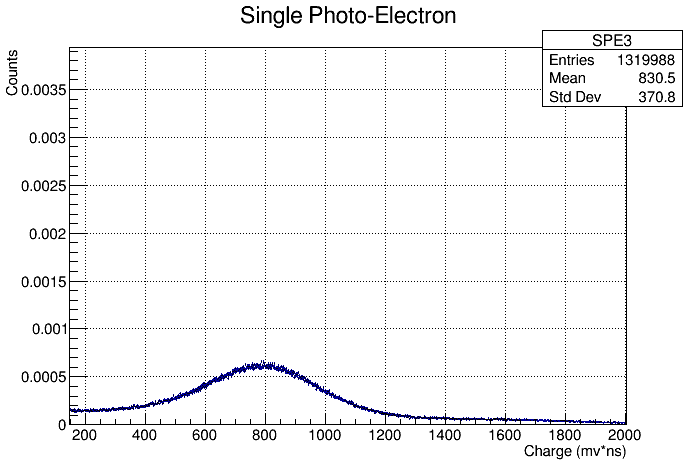 Single Photo-Electron
SPE3
Entries 1319988
Mean 830.5
Std Dev 370.8
Counts
0.0035
0.003
0.0025
0.002
0.0015
0.001
0.0005
0
200 400 600 800 1000 1200 1400 1600 1800 2000
Charge (mv*ns)